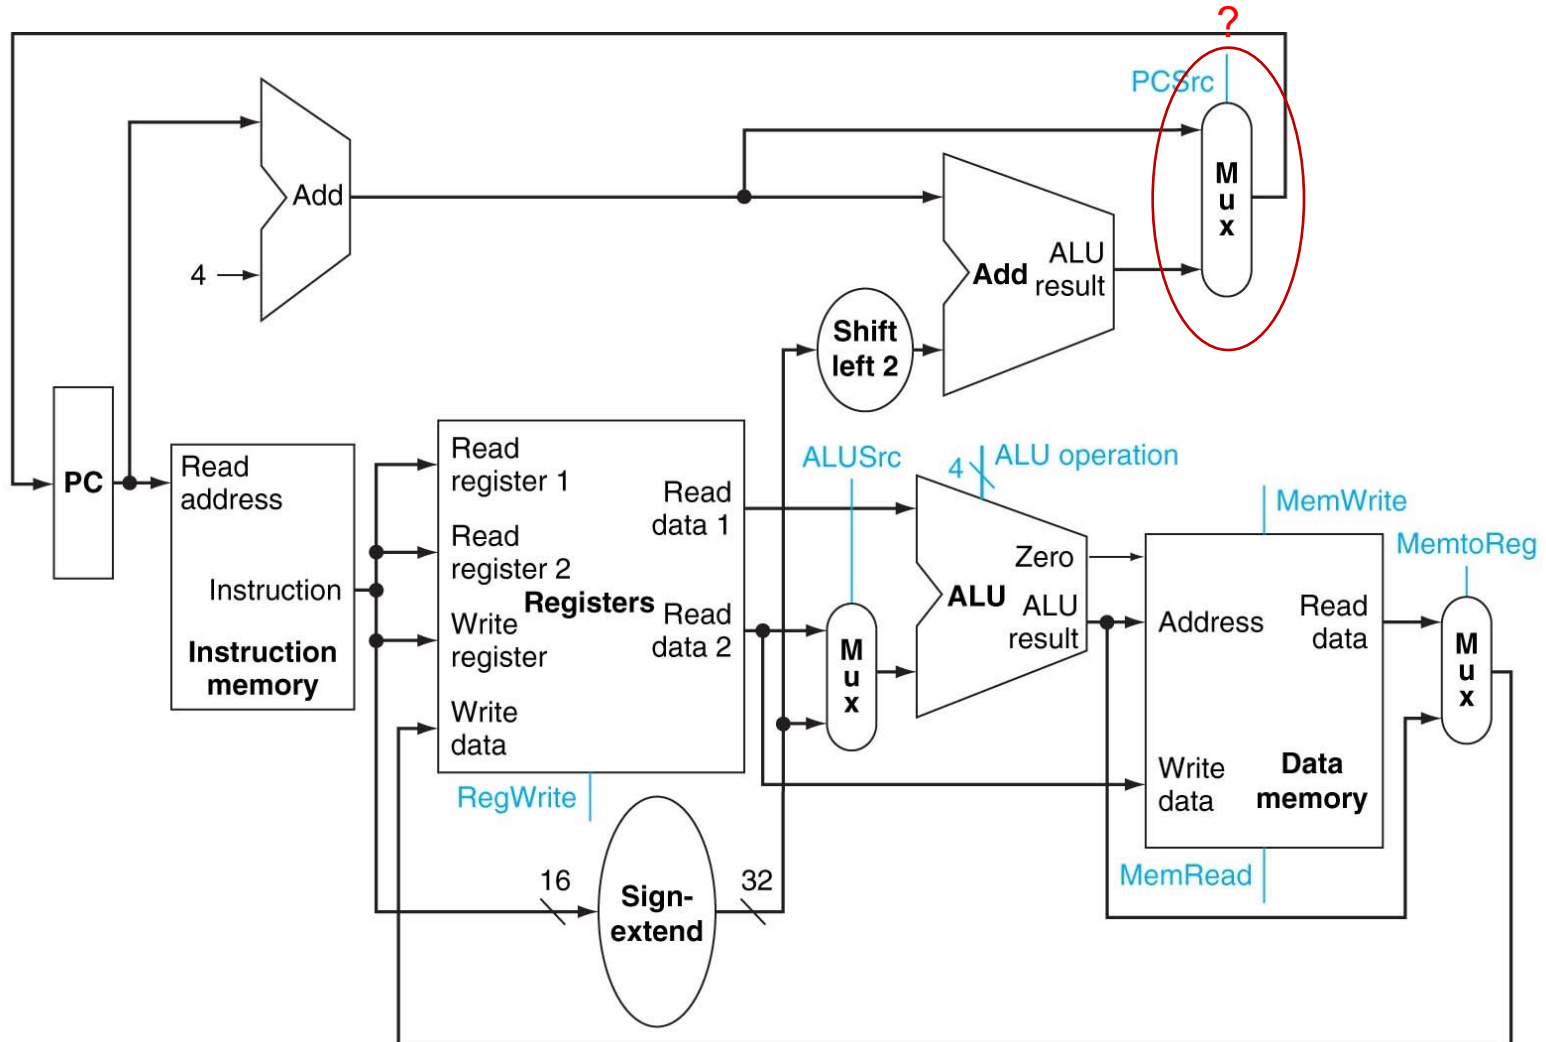 ?
PCSrc
M
u
x
Add
4
Add
ALU
result
Shift
left 2
PC
Read
address
Instruction
Instruction
memory
Read
register 1
Read
register 2
Write
register
Write
data
Registers
Read
data 1
Read
data 2
RegWrite
ALUSrc
M
u
x
4
ALU operation
Zero
ALU
ALU
result
MemWrite
MemtoReg
Address
Read
data
Write
data
Data
memory
MemRead
M
u
x
16
Sign-
extend
32